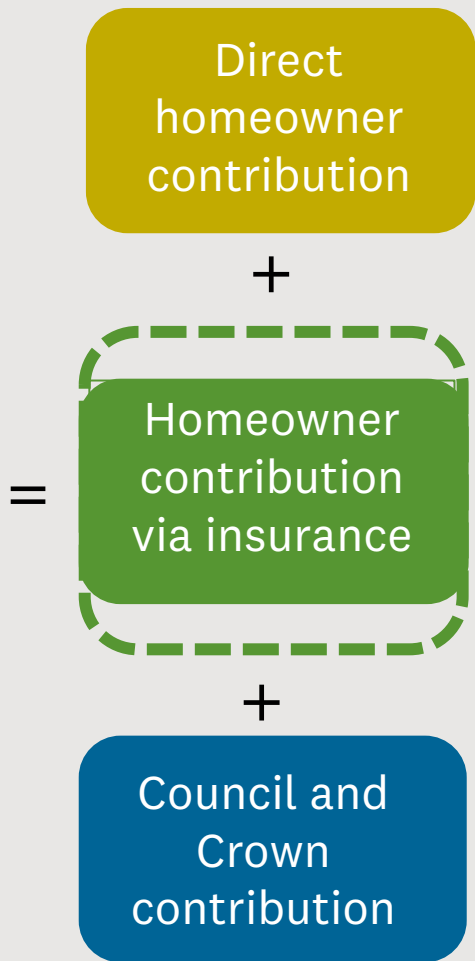 Direct
homeowner
contribution
+
Homeowner
contribution
= via insurance
+
Council and
Crown
contribution